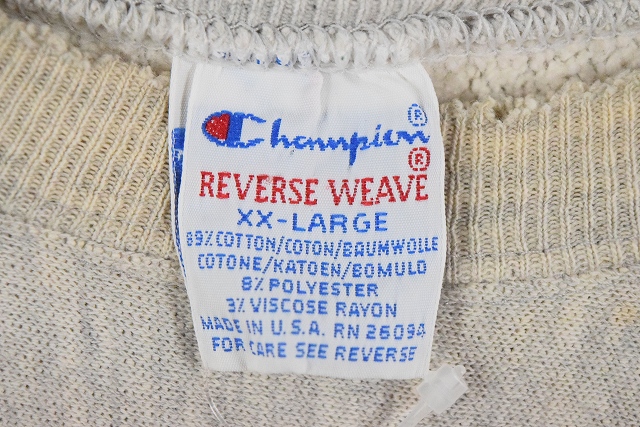 Champion®
REVERSE WEAVE®
XX-LARGE
89% COTTON/COTON/BAUMWOLLE
COTONE/KATOEN/BOMULD
8% POLYESTER
3% VISCOSE RAYON
MADE IN U.S.A. RN 26094
FOR CARE SEE REVERSE